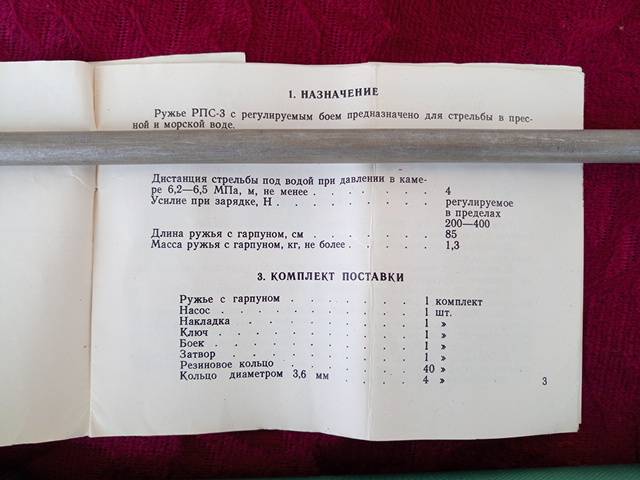 1. НАЗНАЧЕНИЕ
Ружье РПС-3 с регулируемым боем предназначено для стрельбы в прес-
ной и морской воде.
Дистанция стрельбы под водой при давлении в каме-
ре 6,2—6,5 МПа, м, не менее . . . . . . . 4
Усилие при зарядке, Н . . . . . . . . . регулируемое
в пределах
200—400
Длина ружья с гарпуном, см . . . . . . . 85
Масса ружья с гарпуном, кг, не более . . . . . 1,3
3. КОМПЛЕКТ ПОСТАВКИ
Ружье с гарпуном . . . . . . . . 1 комплект
Насос . . . . . . . . . . . 1 шт.
Накладка . . . . . . . . . . 1 »
Ключ . . . . . . . . . . . 1 »
Боек . . . . . . . . . . . 1 »
Затвор . . . . . . . . . . . 1 »
Резиновое кольцо . . . . . . . . 40 »
Кольцо диаметром 3,6 мм . . . . . 4 »
3